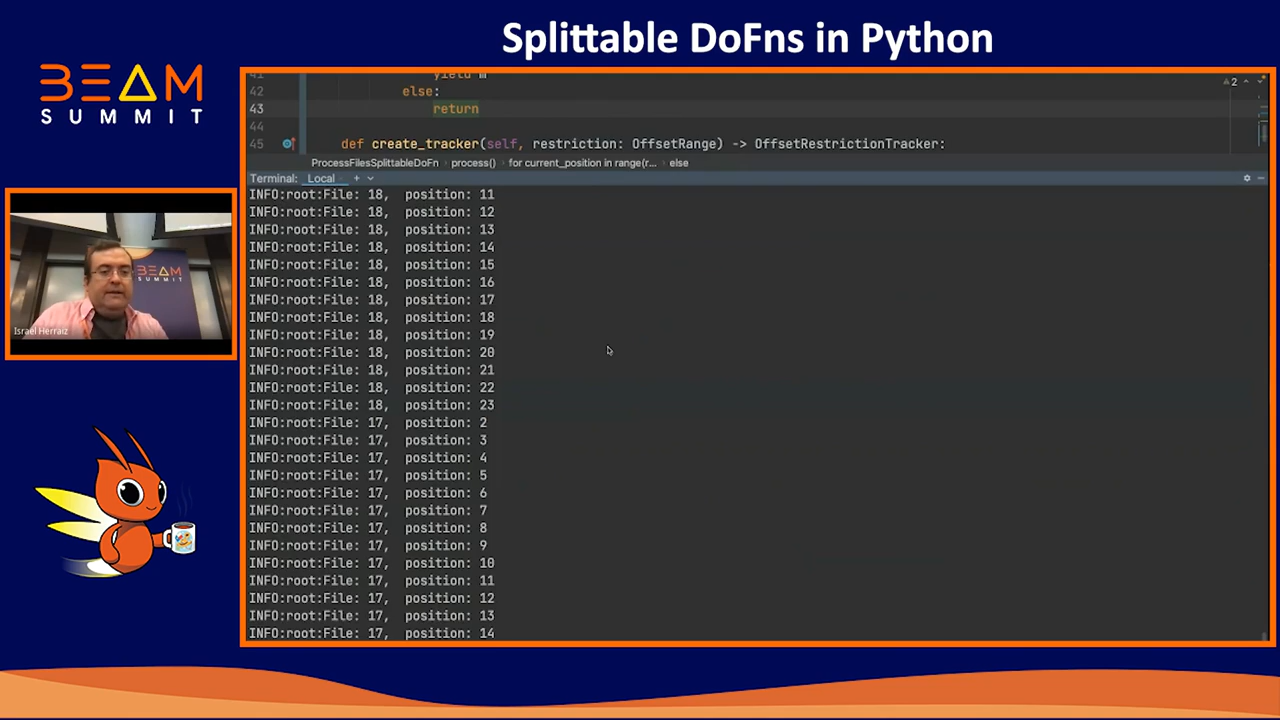 Splittable DoFns in Python
BEAM
SUMMIT
41 yield m
42 else:
43 return
44
45 def create_tracker(self, restriction: OffsetRange) -> OffsetRestrictionTracker:
2
ProcessFilesSplittableDoFn › process() › for current_position in range(r... › else
Terminal: Local + 
INFO:root:File: 18, position: 11
INFO:root:File: 18, position: 12
INFO:root:File: 18, position: 13
INFO:root:File: 18, position: 14
INFO:root:File: 18, position: 15
INFO:root:File: 18, position: 16
INFO:root:File: 18, position: 17
INFO:root:File: 18, position: 18
INFO:root:File: 18, position: 19
INFO:root:File: 18, position: 20
INFO:root:File: 18, position: 21
INFO:root:File: 18, position: 22
INFO:root:File: 18, position: 23
INFO:root:File: 17, position: 2
INFO:root:File: 17, position: 3
INFO:root:File: 17, position: 4
INFO:root:File: 17, position: 5
INFO:root:File: 17, position: 6
INFO:root:File: 17, position: 7
INFO:root:File: 17, position: 8
INFO:root:File: 17, position: 9
INFO:root:File: 17, position: 10
INFO:root:File: 17, position: 11
INFO:root:File: 17, position: 12
INFO:root:File: 17, position: 13
INFO:root:File: 17, position: 14
BEAM
SUMMIT
Israel Herraiz